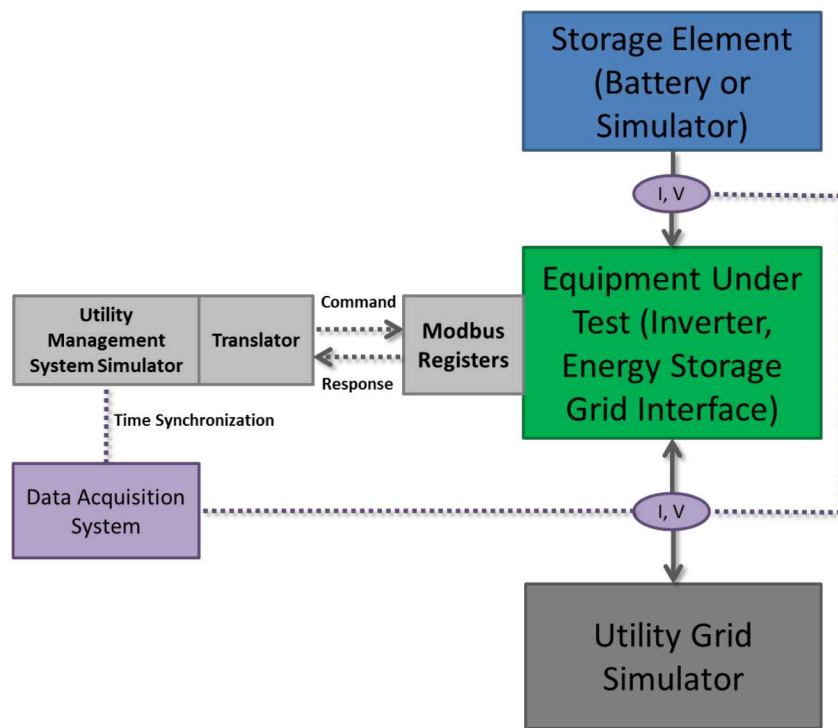 Storage Element
(Battery or
Simulator)
I, V
Equipment Under
Test (Inverter,
Energy Storage
Grid Interface)
Utility
Management
System Simulator
Translator
Command
Response
Modbus
Registers
Time Synchronization
Data Acquisition
System
I, V
Utility Grid
Simulator